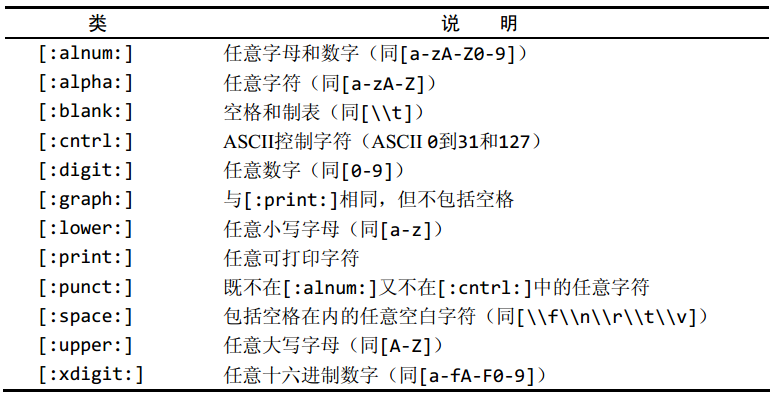 类 说 明
[:alnum:] 任意字母和数字（同[a-zA-Z0-9]）
[:alpha:] 任意字符（同[a-zA-Z]）
[:blank:] 空格和制表（同[\\t]）
[:cntrl:] ASCII控制字符（ASCII 0到31和127）
[:digit:] 任意数字（同[0-9]）
[:graph:] 与[:print:]相同，但不包括空格
[:lower:] 任意小写字母（同[a-z]）
[:print:] 任意可打印字符
[:punct:] 既不在[:alnum:]又不在[:cntrl:]中的任意字符
[:space:] 包括空格在内的任意空白字符（同[\\f\\n\\r\\t\\v]）
[:upper:] 任意大写字母（同[A-Z]）
[:xdigit:] 任意十六进制数字（同[a-fA-F0-9]）